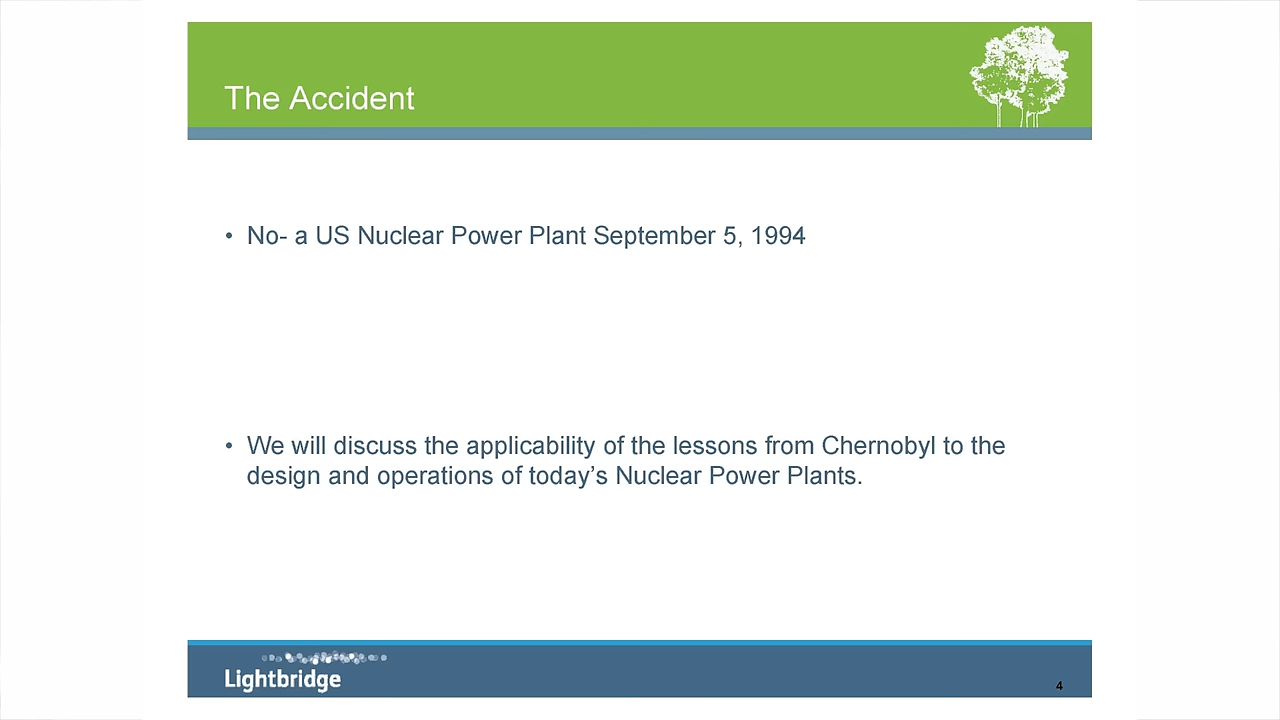 The Accident
• No- a US Nuclear Power Plant September 5, 1994
• We will discuss the applicability of the lessons from Chernobyl to the
design and operations of today’s Nuclear Power Plants.
Lightbridge
4